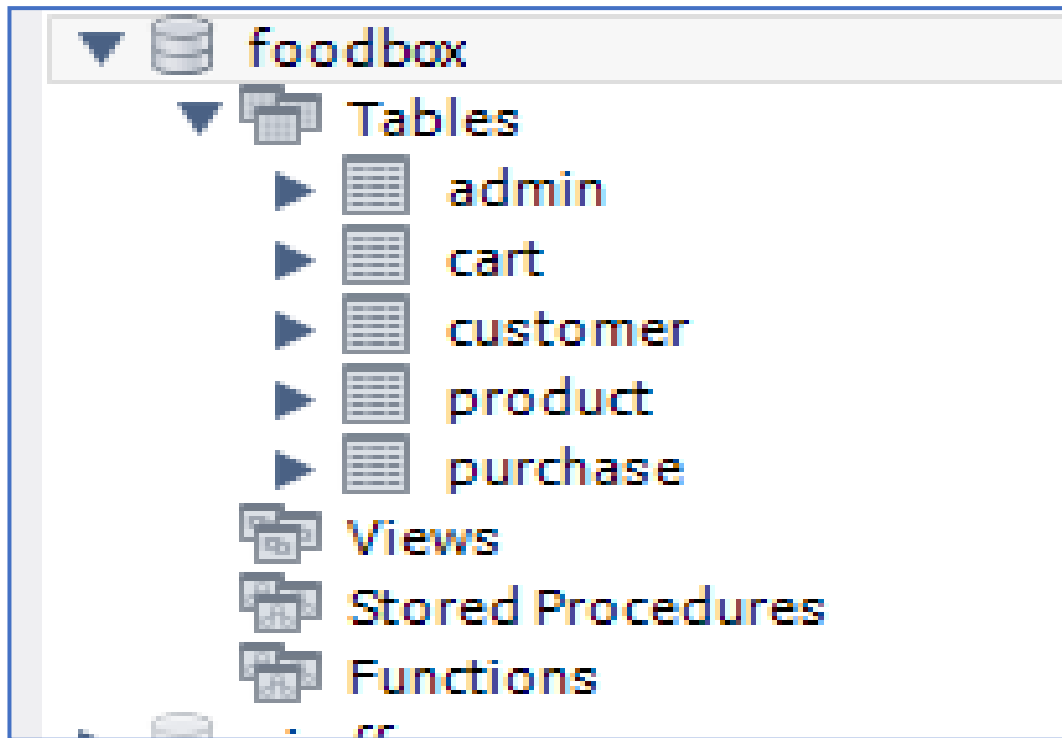 foodbox
Tables
admin
cart
customer
product
purchase
Views
Stored Procedures
Functions